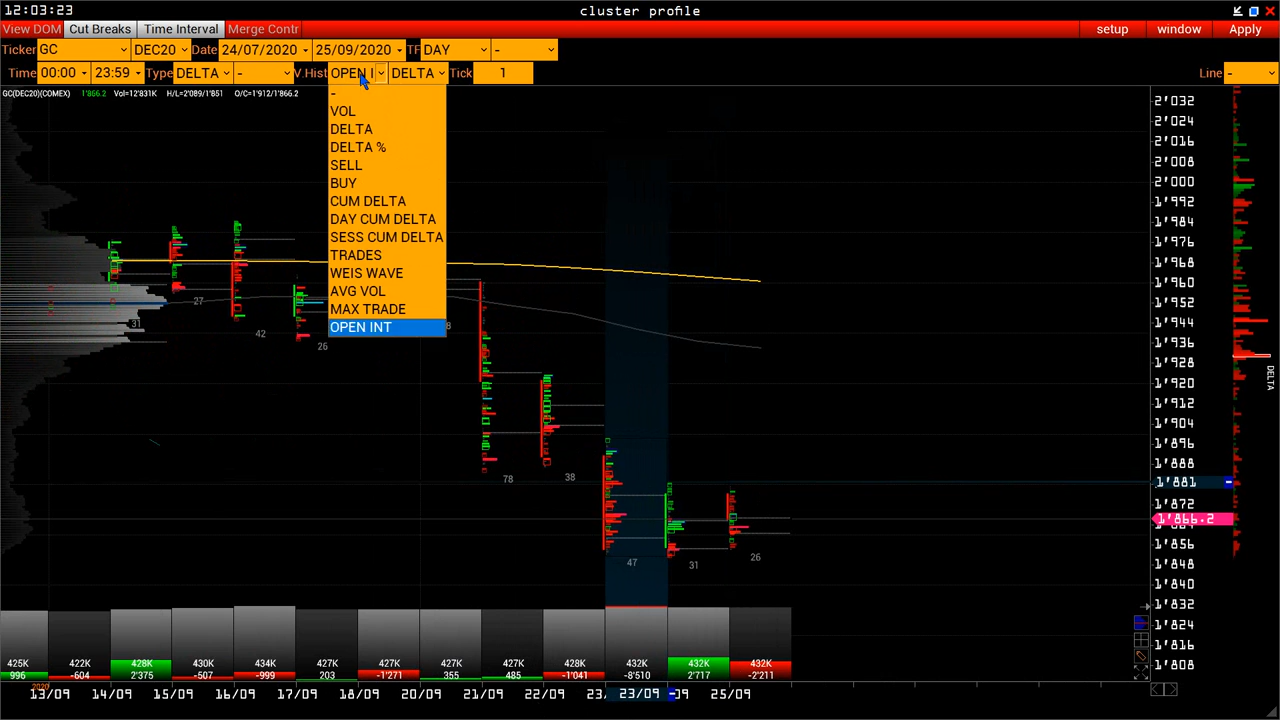 12:03:23
cluster profile
View DOM Cut Breaks Time Interval Merge Contr
setup window Apply
Ticker GC DEC20 Date 24/07/2020 - 25/09/2020 TF DAY -
Time 00:00 - 23:59 Type DELTA - V.Hist OPEN I DELTA Tick 1
Line -
GC(DEC20)(COMEX) 1'866.2 Vol=12'831K H/L=2'089/1'851 O/C=1'912/1'866.2
-
VOL
DELTA
DELTA %
SELL
BUY
CUM DELTA
DAY CUM DELTA
SESS CUM DELTA
TRADES
WEIS WAVE
AVG VOL
MAX TRADE
OPEN INT
2'032
2'024
2'016
2'008
2'000
1'992
1'984
1'976
1'968
1'960
1'952
1'944
1'936
1'928
1'920
1'912
1'904
1'896
1'888
1'881
1'872
1'866.2
1'856
1'848
1'840
1'832
1'824
1'816
1'808
DELTA
31
27
42
26
8
78
38
47
31
26
425K 422K 428K 430K 434K 427K 427K 427K 427K 428K 432K 432K 432K
996 -604 2'375 -507 -999 203 -1'271 355 485 -1'041 -8'510 2'717 -2'211
2020
13/09 14/09 15/09 16/09 17/09 18/09 20/09 21/09 22/09 23/09 /09 25/09